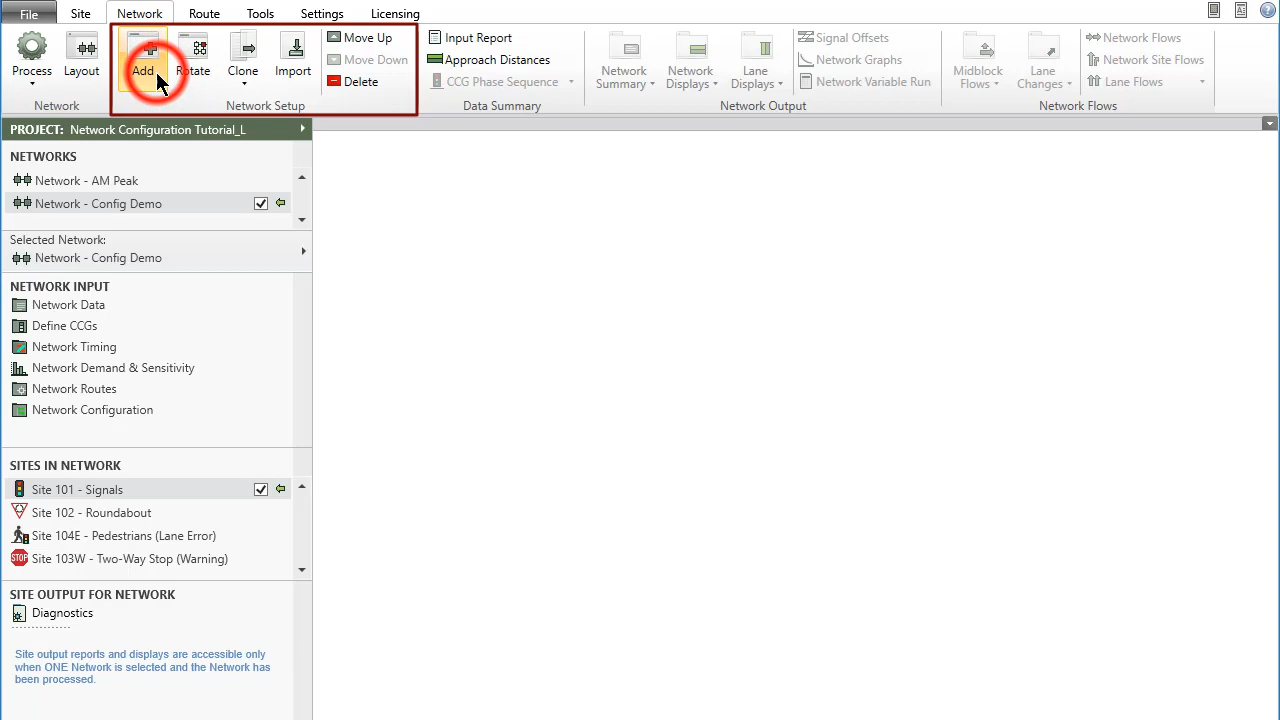 File Site Network Route Tools Settings Licensing
Process Layout Add Rotate Clone Import
Move Up
Move Down
Delete
Input Report
Approach Distances
CCG Phase Sequence
Network Summary
Network Displays
Lane Displays
Signal Offsets
Network Graphs
Network Variable Run
Midblock Flows
Lane Changes
Network Flows
Network Site Flows
Lane Flows
Network Network Setup Data Summary Network Output Network Flows
PROJECT: Network Configuration Tutorial_L
NETWORKS
Network - AM Peak
Network - Config Demo
Selected Network:
Network - Config Demo
NETWORK INPUT
Network Data
Define CCGs
Network Timing
Network Demand & Sensitivity
Network Routes
Network Configuration
SITES IN NETWORK
Site 101 - Signals
Site 102 - Roundabout
Site 104E - Pedestrians (Lane Error)
STOP Site 103W - Two-Way Stop (Warning)
SITE OUTPUT FOR NETWORK
Diagnostics
Site output reports and displays are accessible only
when ONE Network is selected and the Network has
been processed.